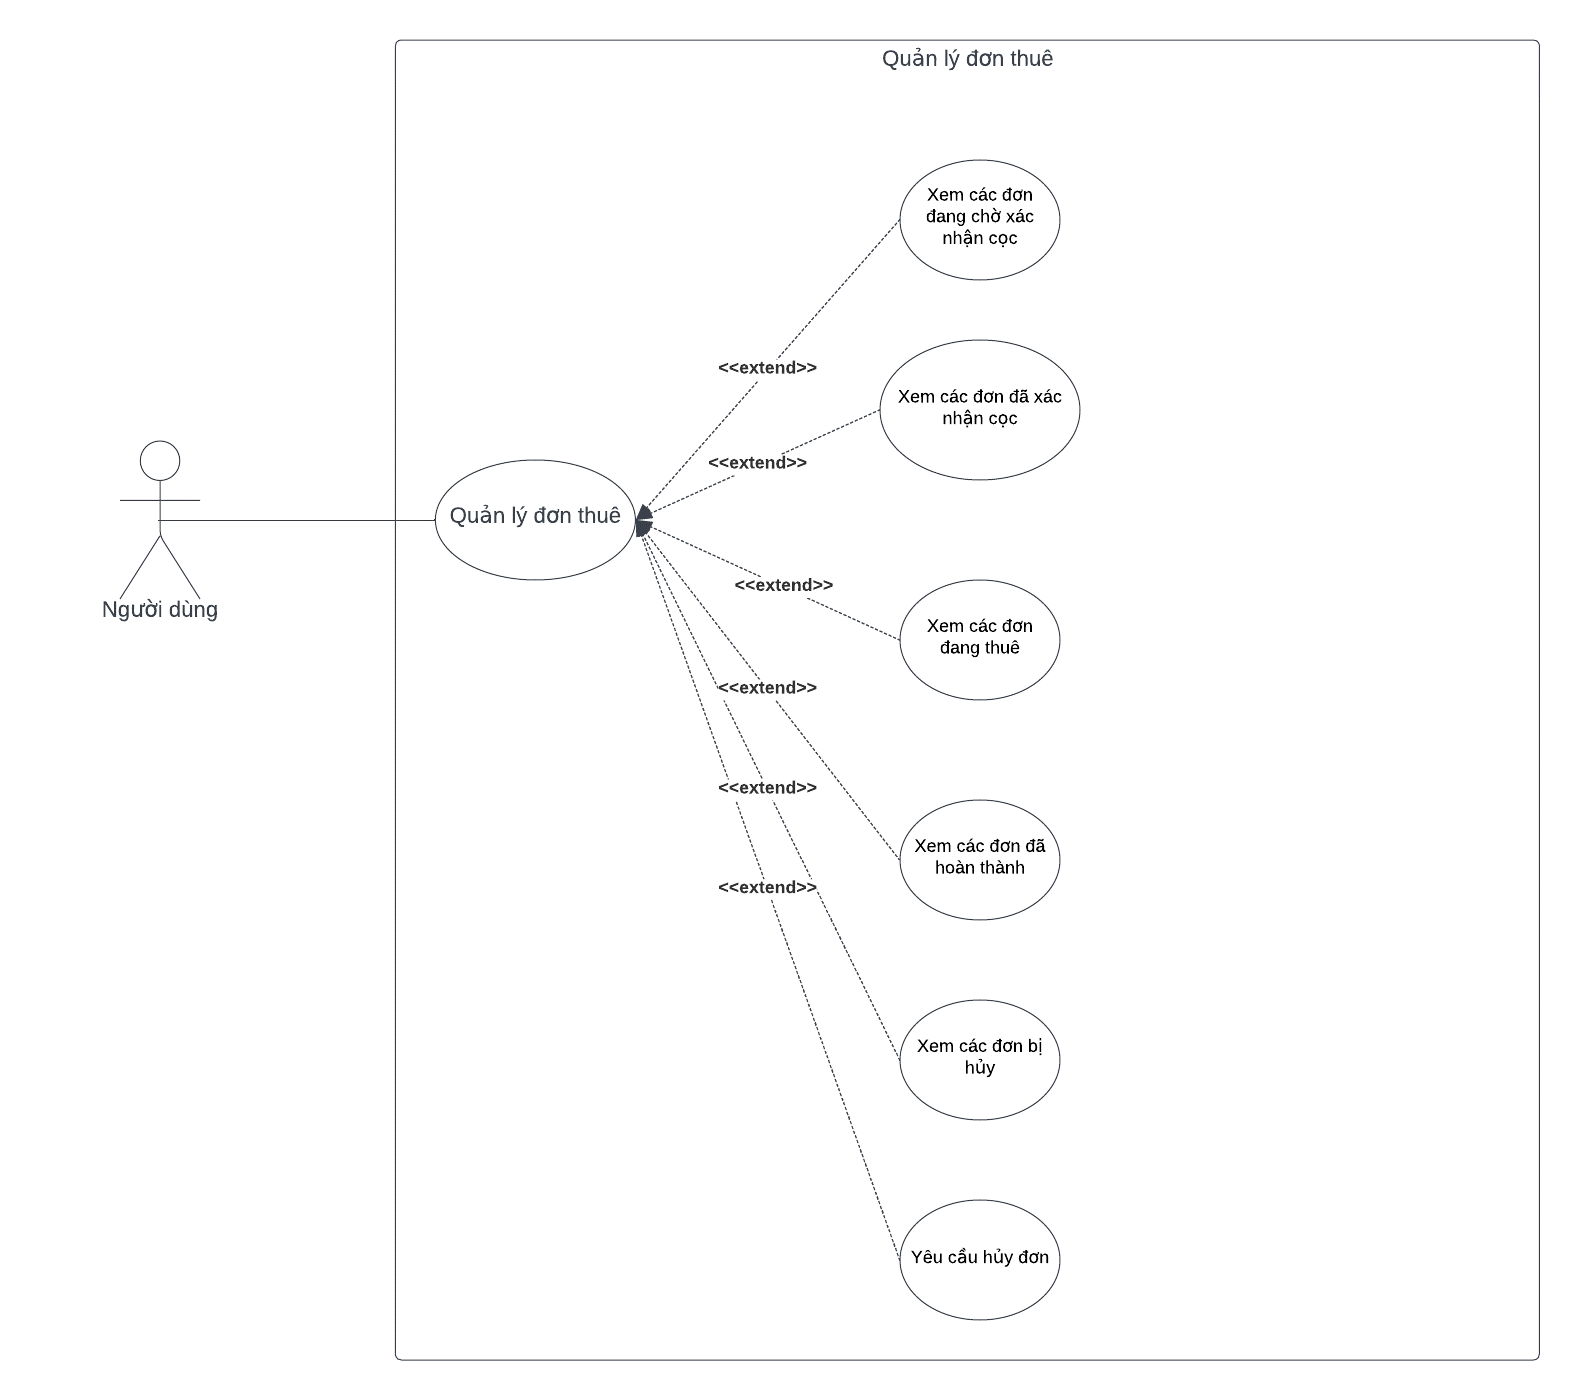 Quản lý đơn thuê
Xem các đơn
đang chờ xác
nhận cọc
<<extend>>
Xem các đơn đã xác
nhận cọc
<<extend>>
Người dùng
Quản lý đơn thuê
<<extend>>
Xem các đơn
đang thuê
<<extend>>
Xem các đơn đã
hoàn thành
<<extend>>
Xem các đơn bị
hủy
<<extend>>
Yêu cầu hủy đơn